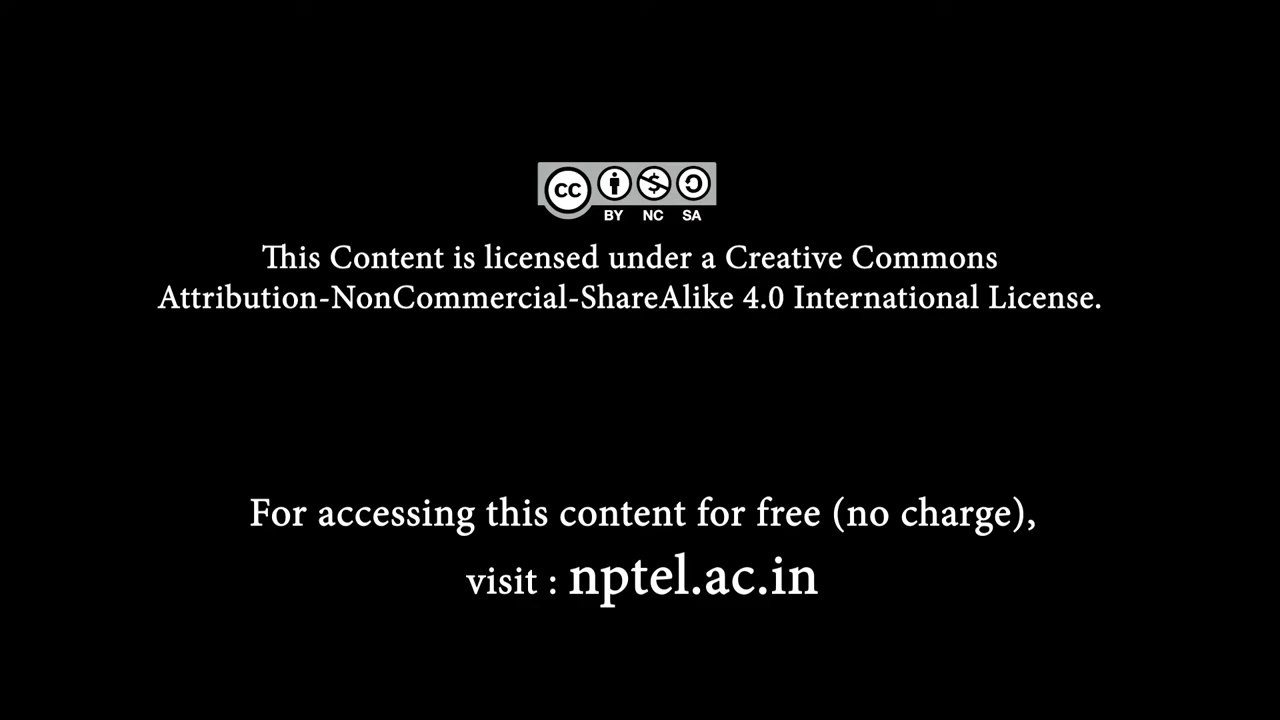 cc
BY NC SA
This Content is licensed under a Creative Commons
Attribution-NonCommercial-ShareAlike 4.0 International License.
For accessing this content for free (no charge),
visit : nptel.ac.in